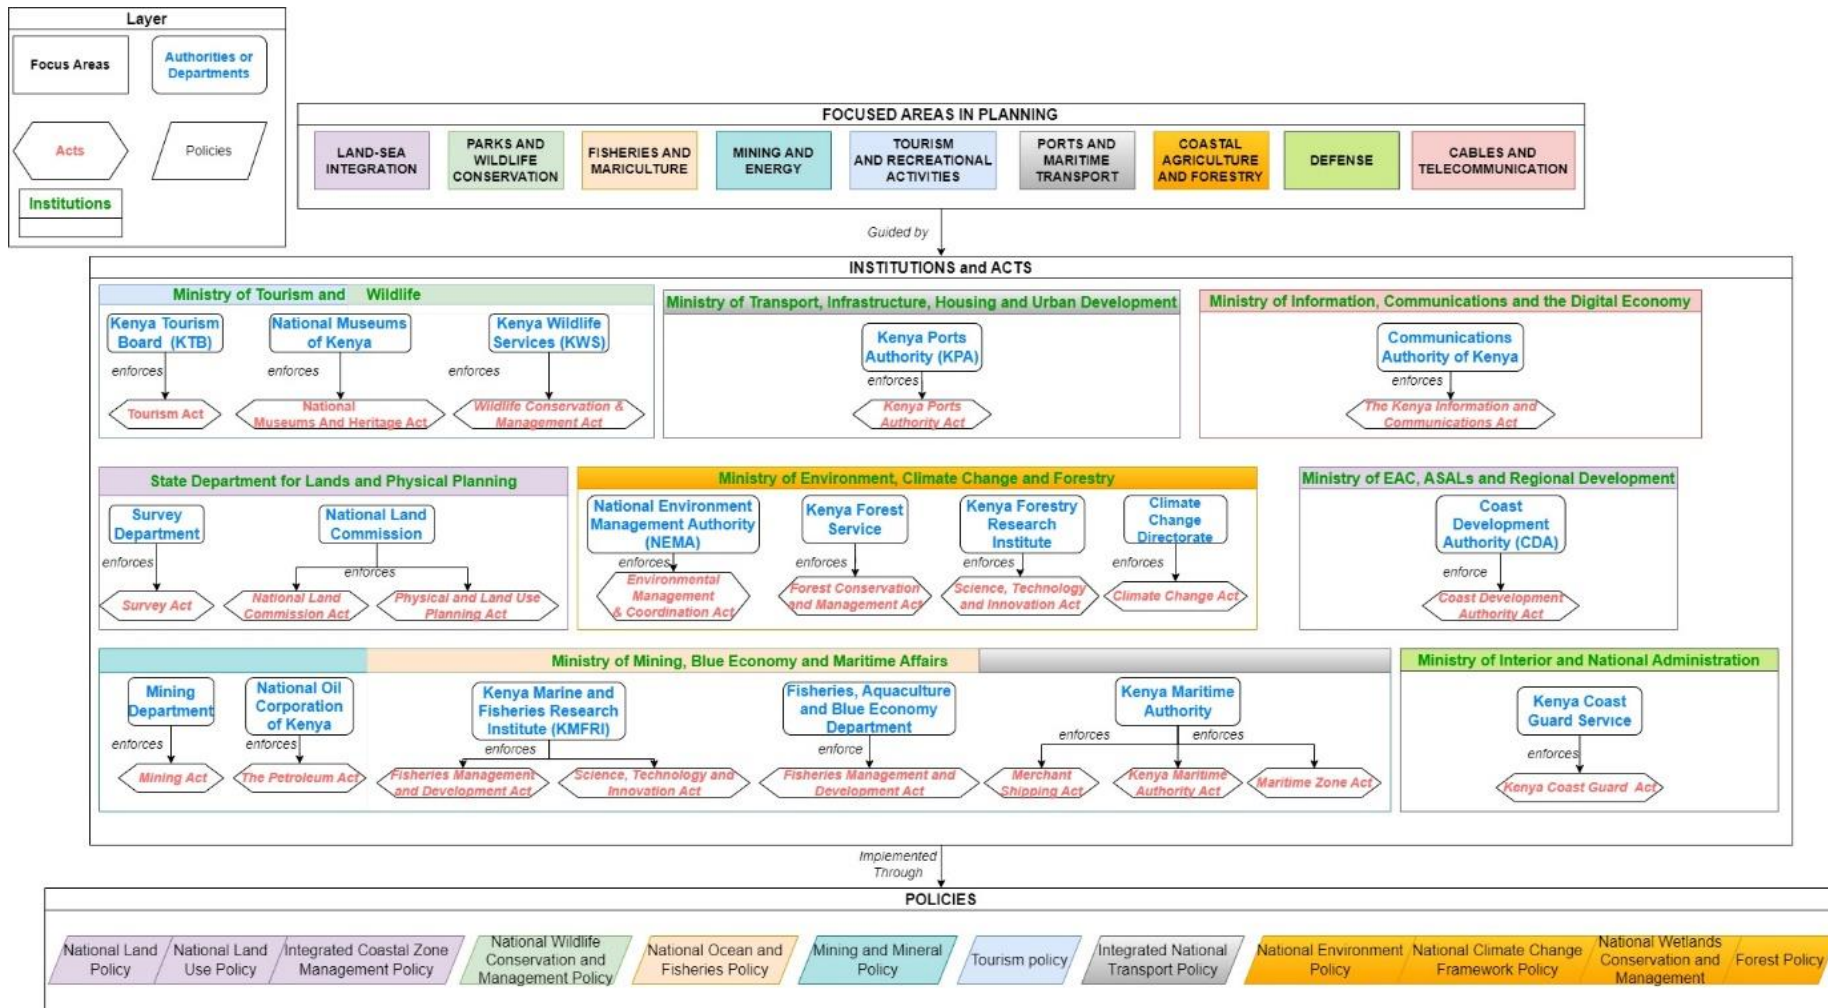 Layer
Focus Areas
Authorities or
Departments
Acts
Policies
Institutions
FOCUSED AREAS IN PLANNING
LAND-SEA
INTEGRATION
PARKS AND
WILDLIFE
CONSERVATION
FISHERIES AND
MARICULTURE
MINING AND
ENERGY
TOURISM
AND RECREATIONAL
ACTIVITIES
PORTS AND
MARITIME
TRANSPORT
COASTAL
AGRICULTURE
AND FORESTRY
DEFENSE
CABLES AND
TELECOMMUNICATION
Guided by
INSTITUTIONS and ACTS
Ministry of Tourism and Wildlife
Kenya Tourism
Board (KTB)
enforces
Tourism Act
National Museums
of Kenya
enforces
National
Museums And Heritage Act
Kenya Wildlife
Services (KWS)
enforces
Wildlife Conservation &
Management Act
Ministry of Transport, Infrastructure, Housing and Urban Development
Kenya Ports
Authority (KPA)
enforces
Kenya Ports
Authority Act
Ministry of Information, Communications and the Digital Economy
Communications
Authority of Kenya
enforces
The Kenya Information and
Communications Act
State Department for Lands and Physical Planning
Survey
Department
enforces
Survey Act
National Land
Commission
enforces
National Land
Commission Act
Physical and Land Use
Planning Act
Ministry of Environment, Climate Change and Forestry
National Environment
Management Authority
(NEMA)
enforces
Environmental
Management
& Coordination Act
Kenya Forest
Service
enforces
Forest Conservation
and Management Act
Kenya Forestry
Research
Institute
enforces
Science, Technology
and Innovation Act
Climate
Change
Directorate
enforces
Climate Change Act
Ministry of EAC, ASALs and Regional Development
Coast
Development
Authority (CDA)
enforce
Coast Development
Authority Act
Ministry of Mining, Blue Economy and Maritime Affairs
Mining
Department
enforces
Mining Act
National Oil
Corporation
of Kenya
enforces
The Petroleum Act
Kenya Marine and
Fisheries Research
Institute (KMFRI)
enforces
Fisheries Management
and Development Act
Science, Technology and
Innovation Act
Fisheries, Aquaculture
and Blue Economy
Department
enforce
Fisheries Management and
Development Act
Kenya Maritime
Authority
enforces
enforces
Merchant
Shipping Act
Kenya Maritime
Authority Act
Maritime Zone Act
Ministry of Interior and National Administration
Kenya Coast
Guard Service
enforces
Kenya Coast Guard Act
Implemented
Through
POLICIES
National Land
Policy
National Land
Use Policy
Integrated Coastal Zone
Management Policy
National Wildlife
Conservation and
Management Policy
National Ocean and
Fisheries Policy
Mining and Mineral
Policy
Tourism policy
Integrated National
Transport Policy
National Environment
Policy
National Climate Change
Framework Policy
National Wetlands
Conservation and
Management
Forest Policy